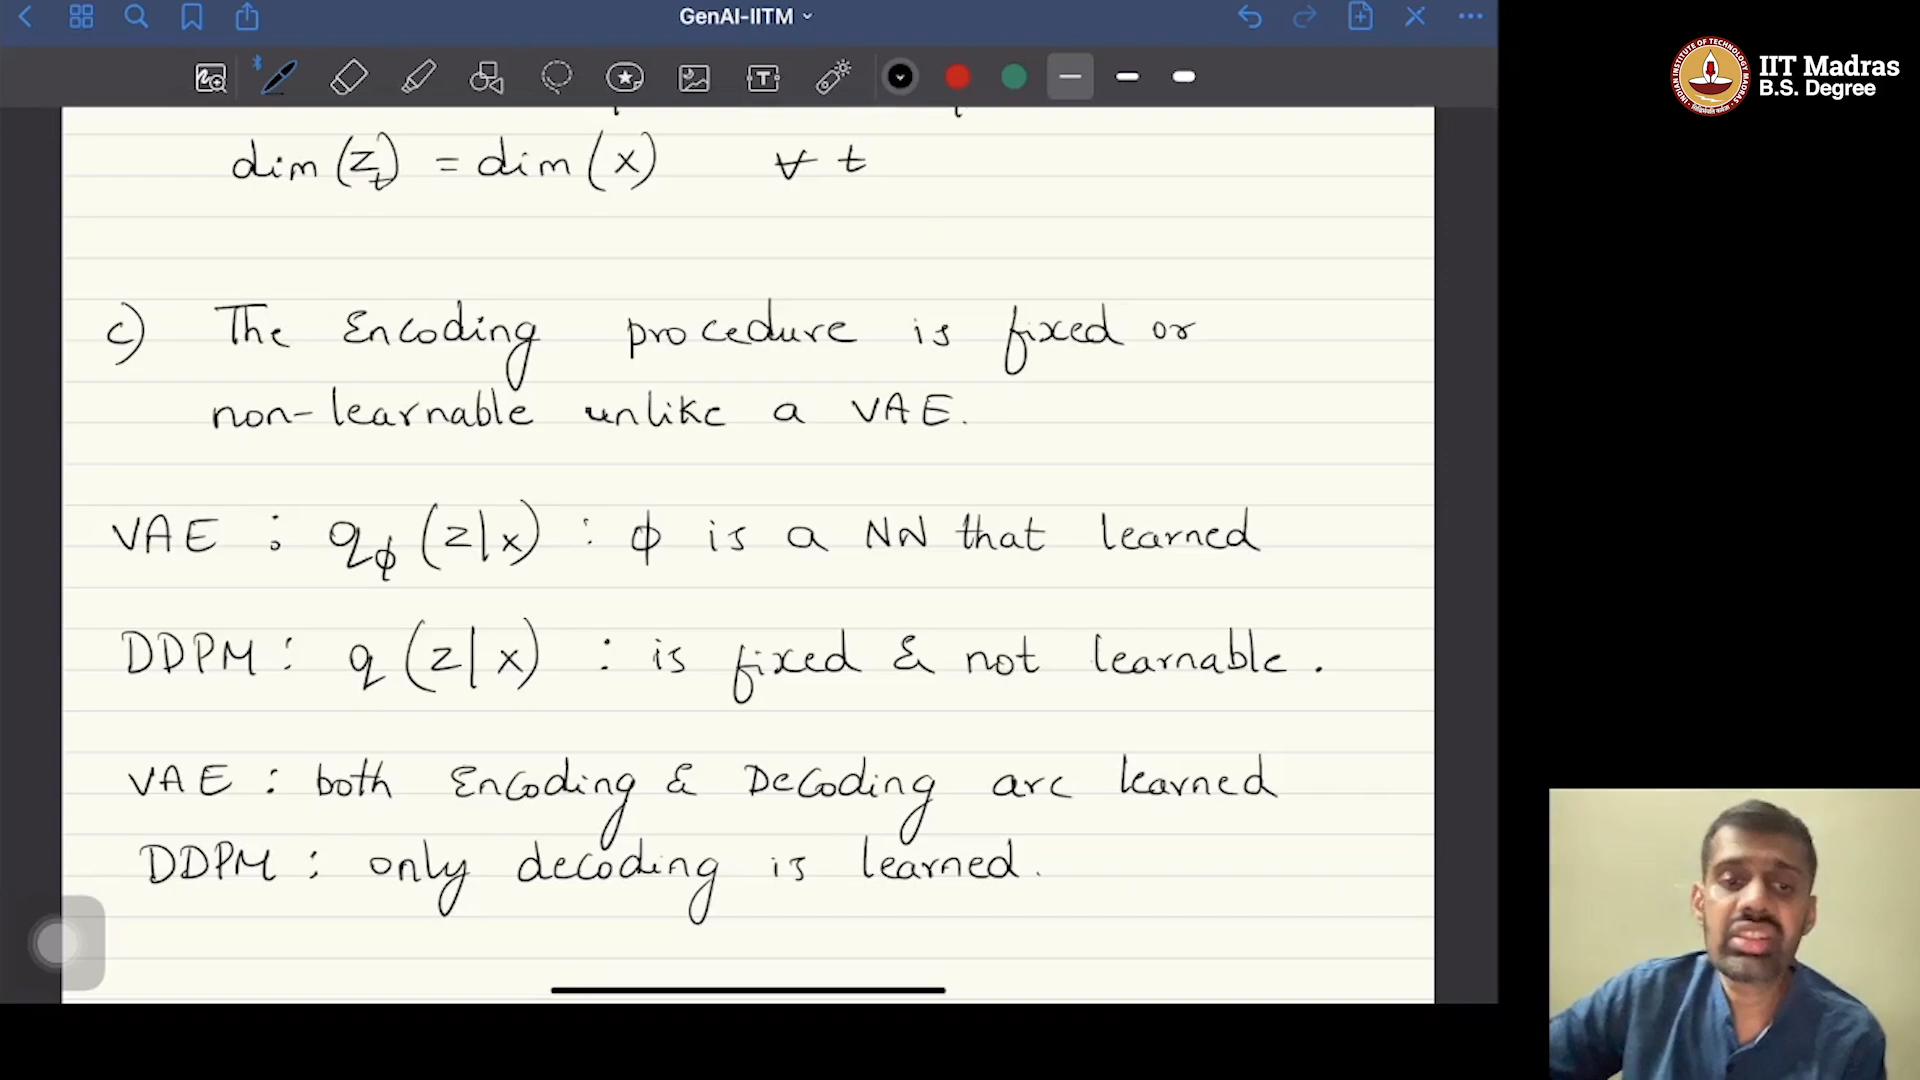 GenAI-IITM
IIT Madras
B.S. Degree
dim (z_t) = dim (x) ∀ t
c) The Encoding procedure is fixed or
non-learnable unlike a VAE.
VAE : q_ϕ (z|x) : ϕ is a NN that learned
DDPM : q (z|x) : is fixed & not learnable.
VAE : both Encoding & Decoding are learned
DDPM : only decoding is learned.